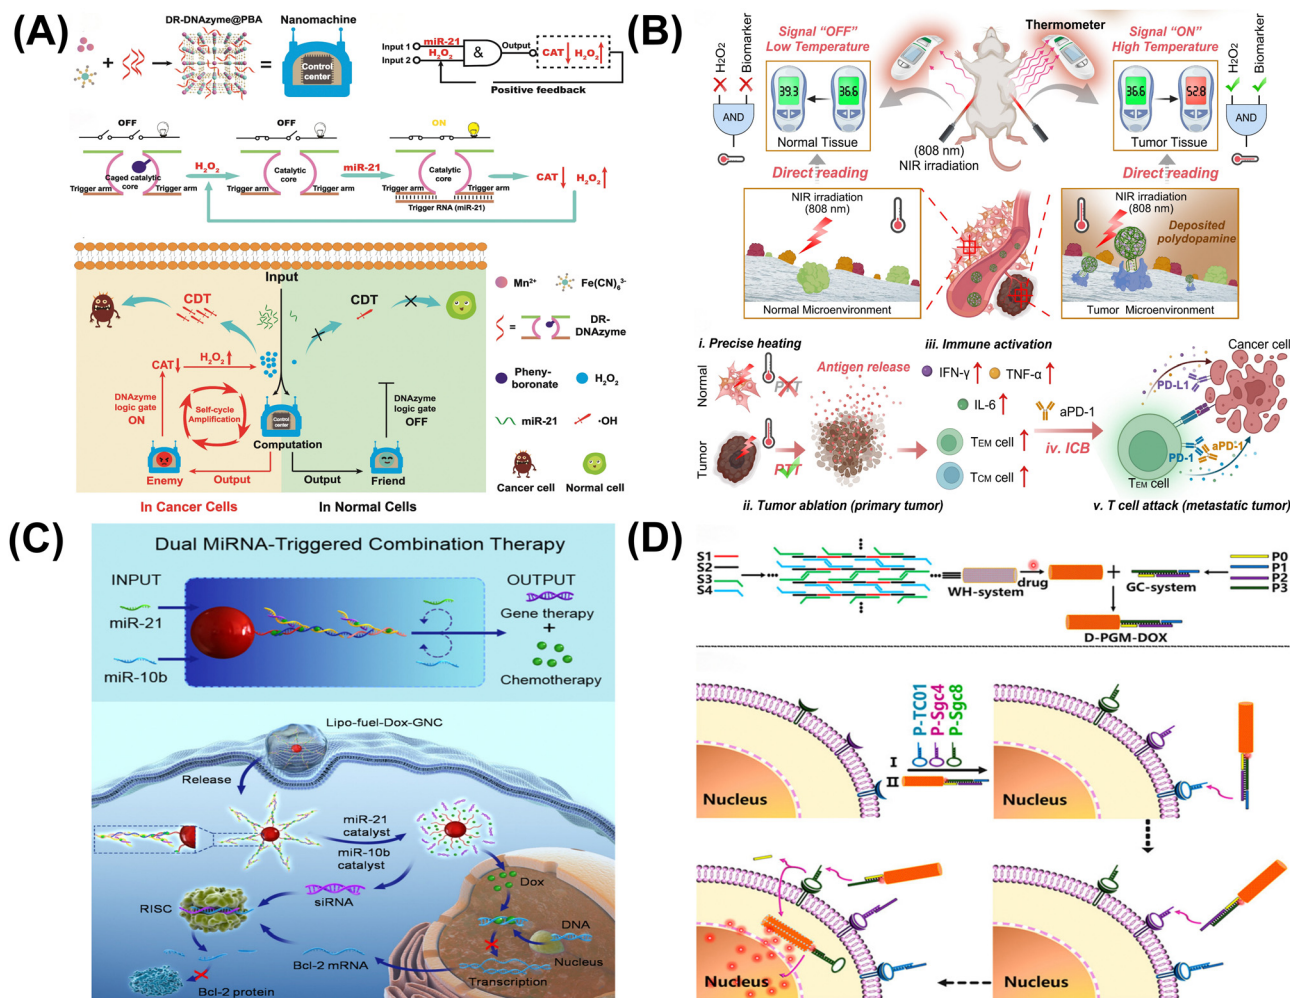 (A)
DR-DNAzyme@PBA
Nanomachine
Control
center
Input 1
miR-21
Input 2
H₂O₂
&
Output
CAT↓ H₂O₂↑
Positive feedback
OFF
OFF
ON
Caged catalytic
core
Trigger arm
Trigger arm
H₂O₂
Catalytic
core
Trigger arm
Trigger arm
miR-21
Catalytic
core
Trigger arm
Trigger arm
Trigger RNA (miR-21)
CAT↓ H₂O₂↑
Input
CDT
CDT
CAT↓ H₂O₂↑
DNAzyme
logic gate
ON
Self-cycle
Amplification
Control
center
Computation
DNAzyme
logic gate
OFF
Enemy
Output
Output
Friend
In Cancer Cells
In Normal Cells
Mn²⁺
Fe(CN)₆³⁻
=
DR-
DNAzyme
Pheny-
boronate
H₂O₂
miR-21
·OH
Cancer cell
Normal cell
(B)
Signal “OFF”
Low Temperature
Thermometer
Signal “ON”
High Temperature
H₂O₂
Biomarker
AND
39.3
36.6
Normal Tissue
(808 nm)
NIR irradiation
36.6
52.8
Tumor Tissue
H₂O₂
Biomarker
AND
Direct reading
Direct reading
NIR irradiation
(808 nm)
Normal Microenvironment
NIR irradiation
(808 nm)
Deposited
polydopamine
Tumor Microenvironment
i. Precise heating
iii. Immune activation
Normal
PTT
Tumor
PTT
Antigen release
IFN-γ↑ TNF-α↑
IL-6↑
TEM cell↑
TCM cell↑
aPD-1
iv. ICB
Cancer cell
PD-L1
PD-1
aPD-1
TEM cell
ii. Tumor ablation (primary tumor)
v. T cell attack (metastatic tumor)
(C)
Dual MiRNA-Triggered Combination Therapy
INPUT
miR-21
miR-10b
OUTPUT
Gene therapy
+
Chemotherapy
Lipo-fuel-Dox-GNC
Release
miR-21
catalyst
miR-10b
catalyst
Dox
siRNA
RISC
DNA
Nucleus
Bcl-2 mRNA
Transcription
Bcl-2 protein
(D)
S1
S2
S3
S4
WH-system
drug
+
GC-system
P0
P1
P2
P3
D-PGM-DOX
P-TC01
P-Sgc4
P-Sgc8
I
II
Nucleus
Nucleus
Nucleus
Nucleus